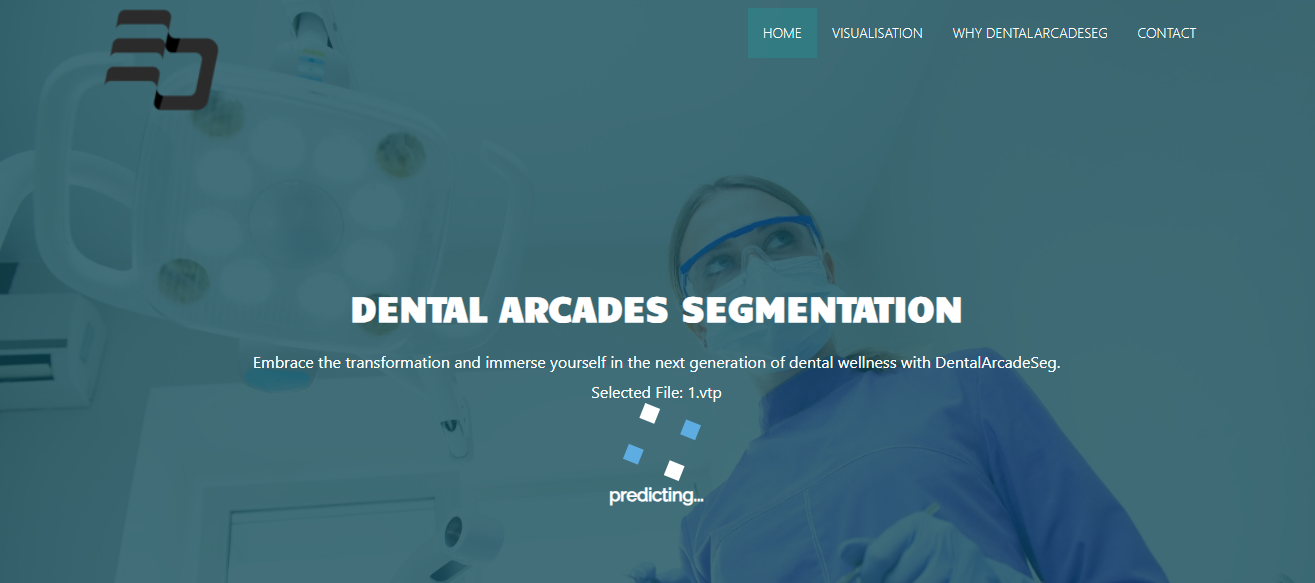 HOME VISUALISATION WHY DENTALARCADESEG CONTACT
DENTAL ARCADES SEGMENTATION
Embrace the transformation and immerse yourself in the next generation of dental wellness with DentalArcadeSeg.
Selected File: 1.vtp
predicting...